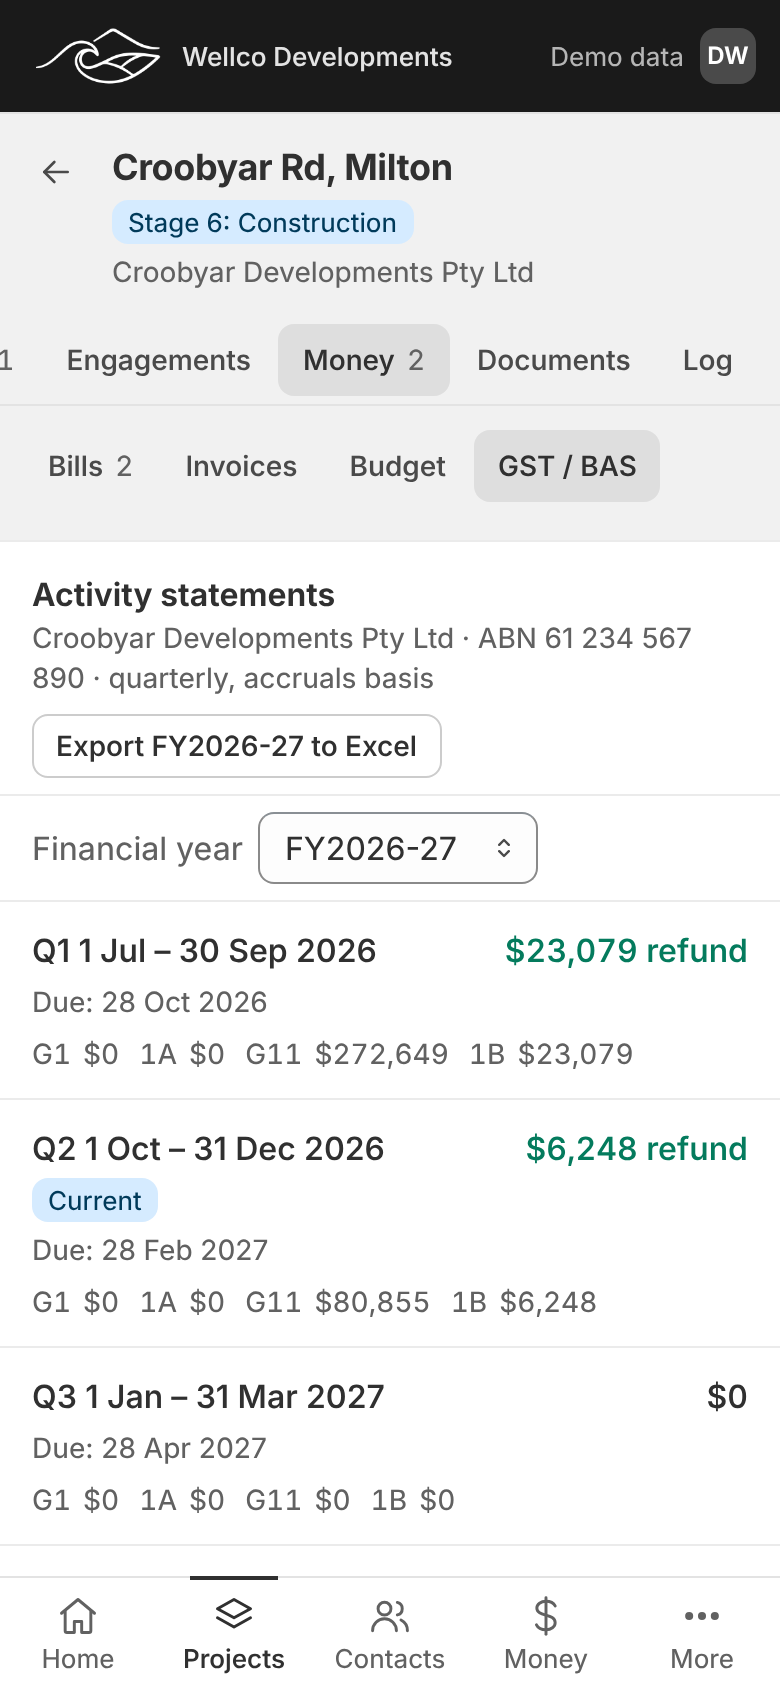 Wellco Developments
Demo data
DW
Croobyar Rd, Milton
Stage 6: Construction
Croobyar Developments Pty Ltd
1 Engagements Money 2 Documents Log
Bills 2 Invoices Budget GST / BAS
Activity statements
Croobyar Developments Pty Ltd · ABN 61 234 567
890 · quarterly, accruals basis
Export FY2026-27 to Excel
Financial year FY2026-27
Q1 1 Jul – 30 Sep 2026 $23,079 refund
Due: 28 Oct 2026
G1 $0 1A $0 G11 $272,649 1B $23,079
Q2 1 Oct – 31 Dec 2026 $6,248 refund
Current
Due: 28 Feb 2027
G1 $0 1A $0 G11 $80,855 1B $6,248
Q3 1 Jan – 31 Mar 2027 $0
Due: 28 Apr 2027
G1 $0 1A $0 G11 $0 1B $0
Home Projects Contacts Money More